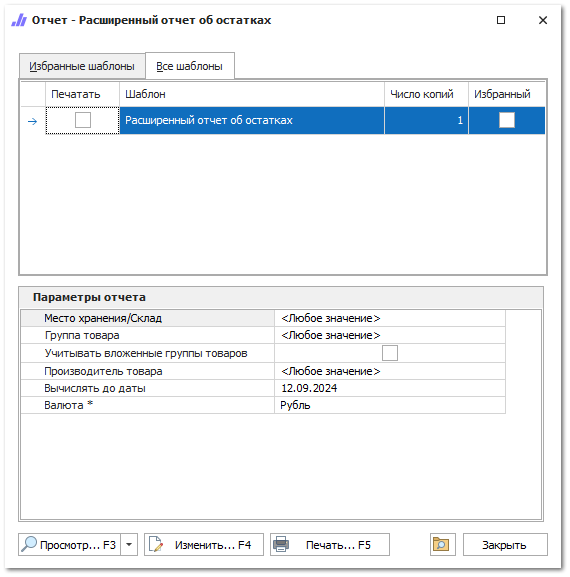 Отчет - Расширенный отчет об остатках
Избранные шаблоны Все шаблоны
Печатать Шаблон Число копий Избранный
Расширенный отчет об остатках 1
Параметры отчета
Место хранения/Склад <Любое значение>
Группа товара <Любое значение>
Учитывать вложенные группы товаров
Производитель товара <Любое значение>
Вычислять до даты 12.09.2024
Валюта * Рубль
Просмотр... F3 Изменить... F4 Печать... F5 Закрыть